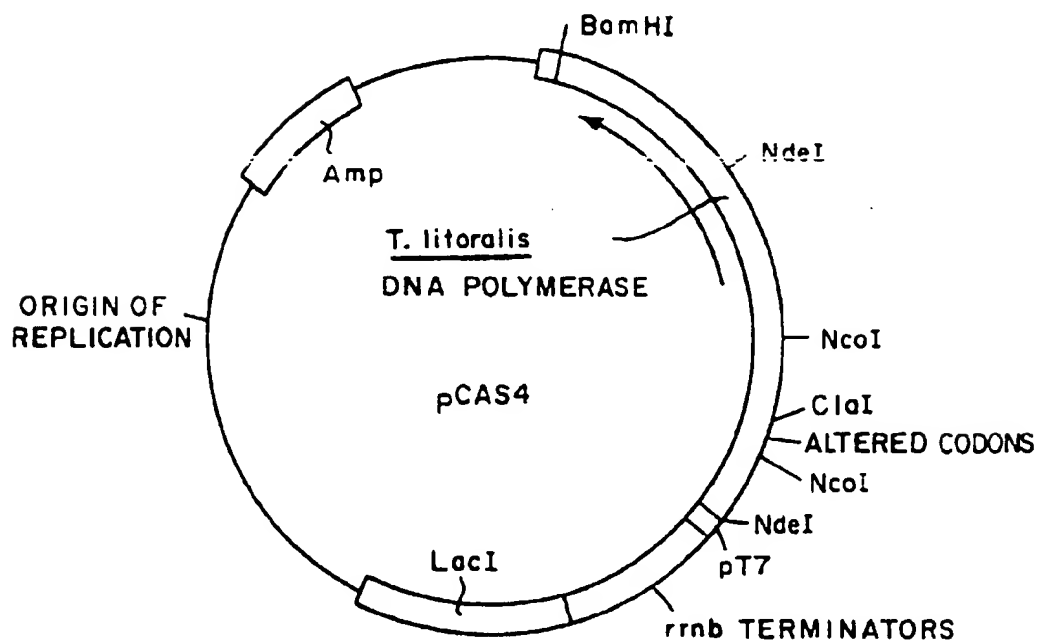 BamHI
NdeI
Amp
T. litoralis
DNA POLYMERASE
ORIGIN OF
REPLICATION
NcoI
pCAS4
ClaI
ALTERED CODONS
NcoI
NdeI
pT7
LacI
rrnb TERMINATORS